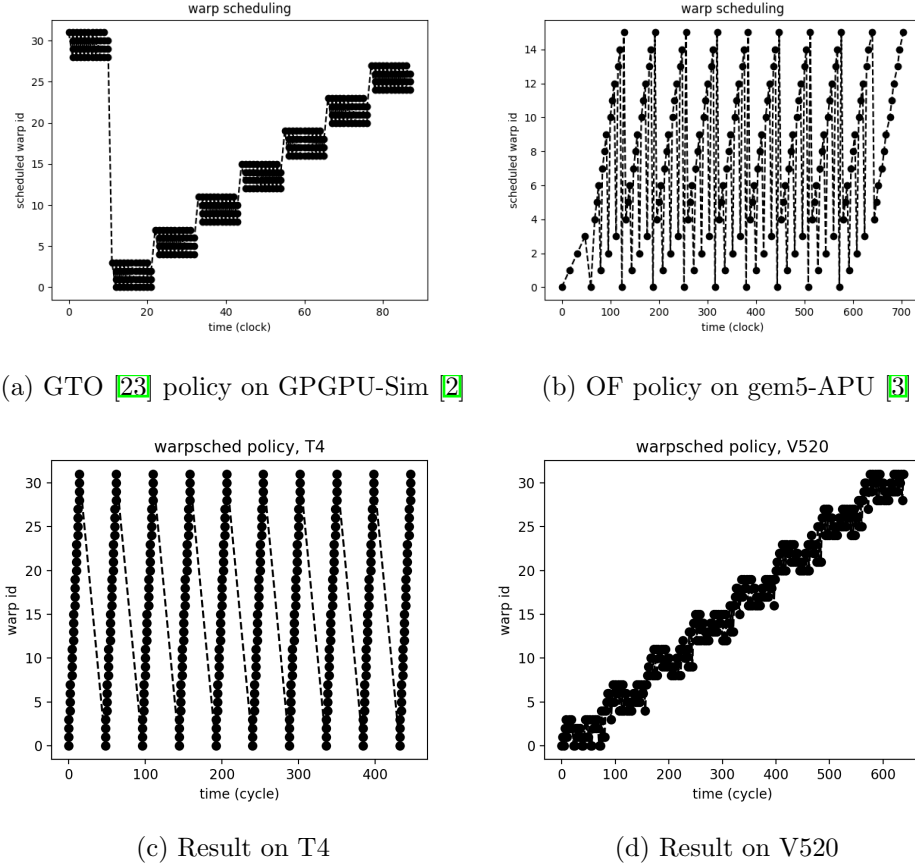 warp scheduling
scheduled warp id
30
25
20
15
10
5
0
0 20 40 60 80
time (clock)
(a) GTO [23] policy on GPGPU-Sim [2]
warp scheduling
scheduled warp id
14
12
10
8
6
4
2
0
0 100 200 300 400 500 600 700
time (clock)
(b) OF policy on gem5-APU [3]
warpsched policy, T4
warp id
30
25
20
15
10
5
0
0 100 200 300 400
time (cycle)
(c) Result on T4
warpsched policy, V520
warp id
30
25
20
15
10
5
0
0 100 200 300 400 500 600
time (cycle)
(d) Result on V520